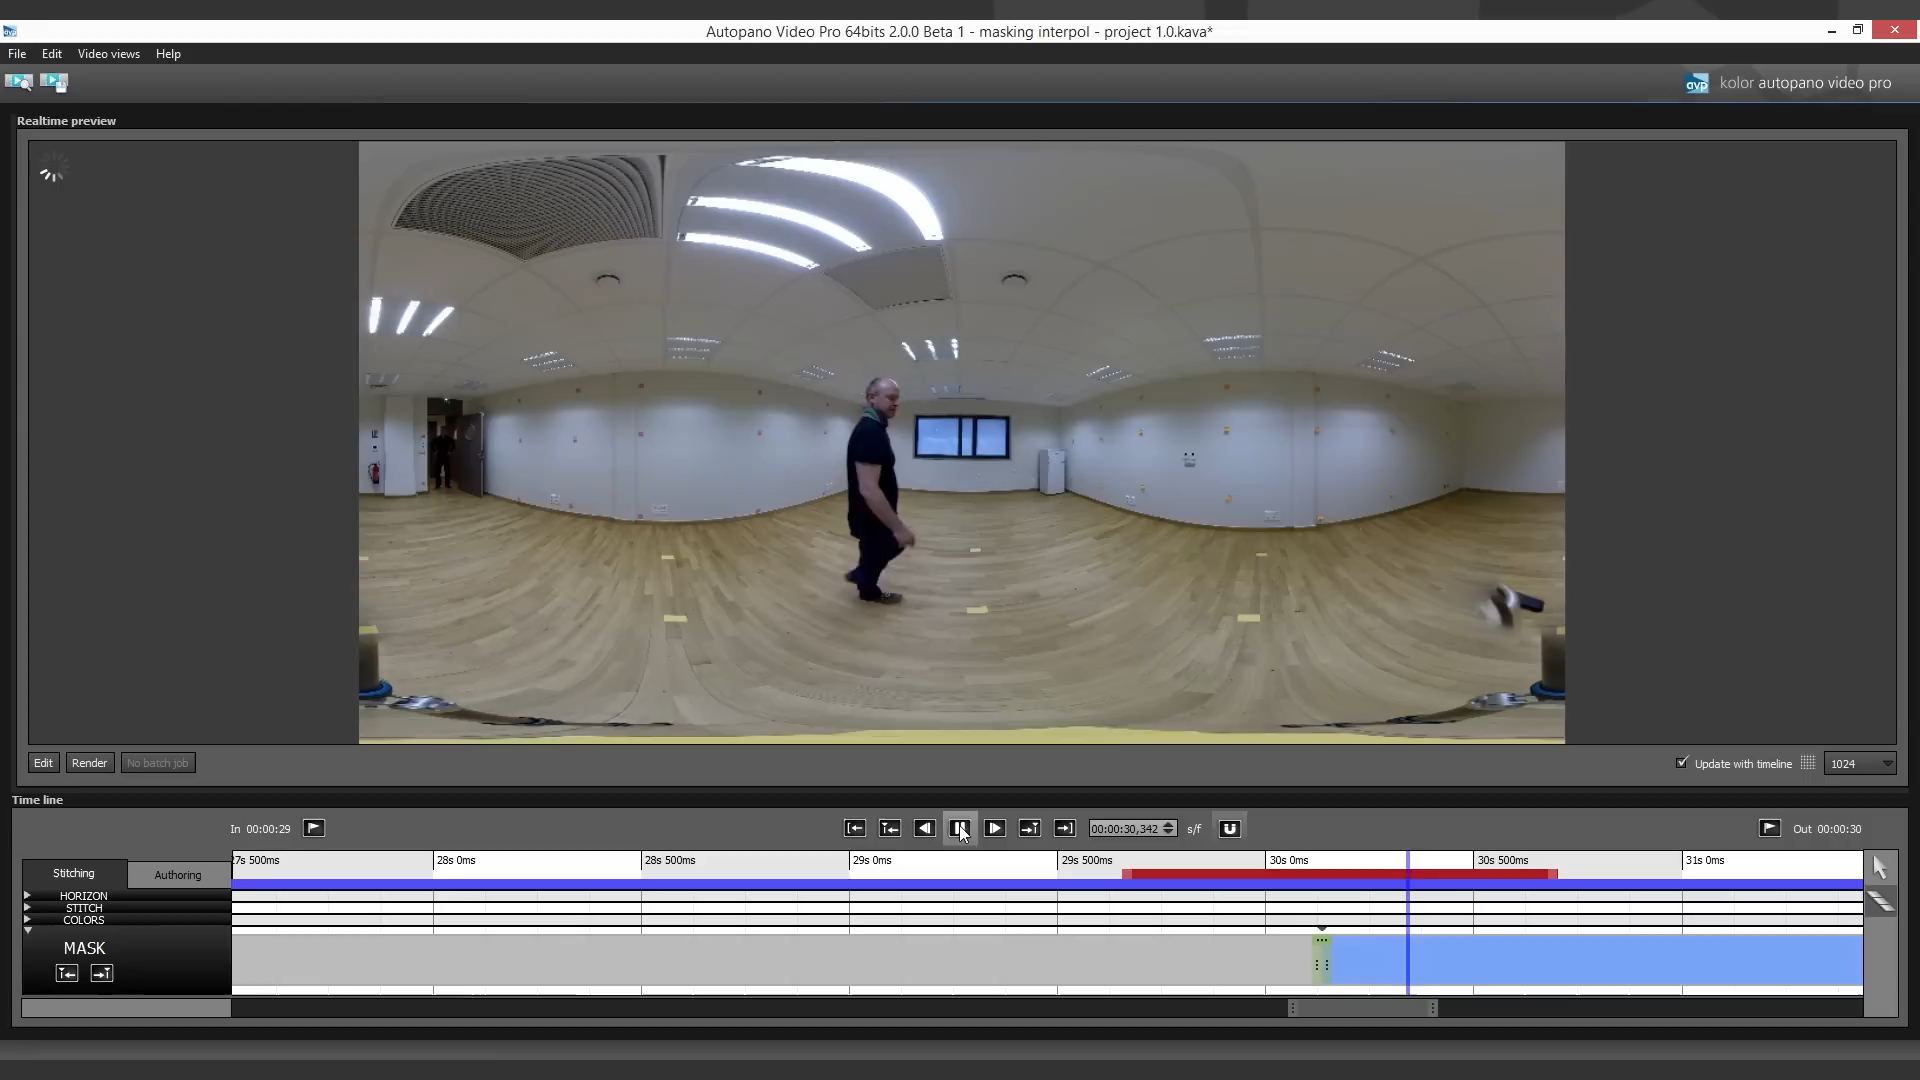 Autopano Video Pro 64bits 2.0.0 Beta 1 - masking interpol - project 1.0.kava*
File Edit Video views Help
avp kolor autopano video pro
Realtime preview
Edit Render No batch job Update with timeline 1024
Time line
In 00:00:29 00:00:30,342 s/f Out 00:00:30
27s 500ms 28s 0ms 28s 500ms 29s 0ms 29s 500ms 30s 0ms 30s 500ms 31s 0ms
Stitching Authoring
HORIZON
STITCH
COLORS
MASK